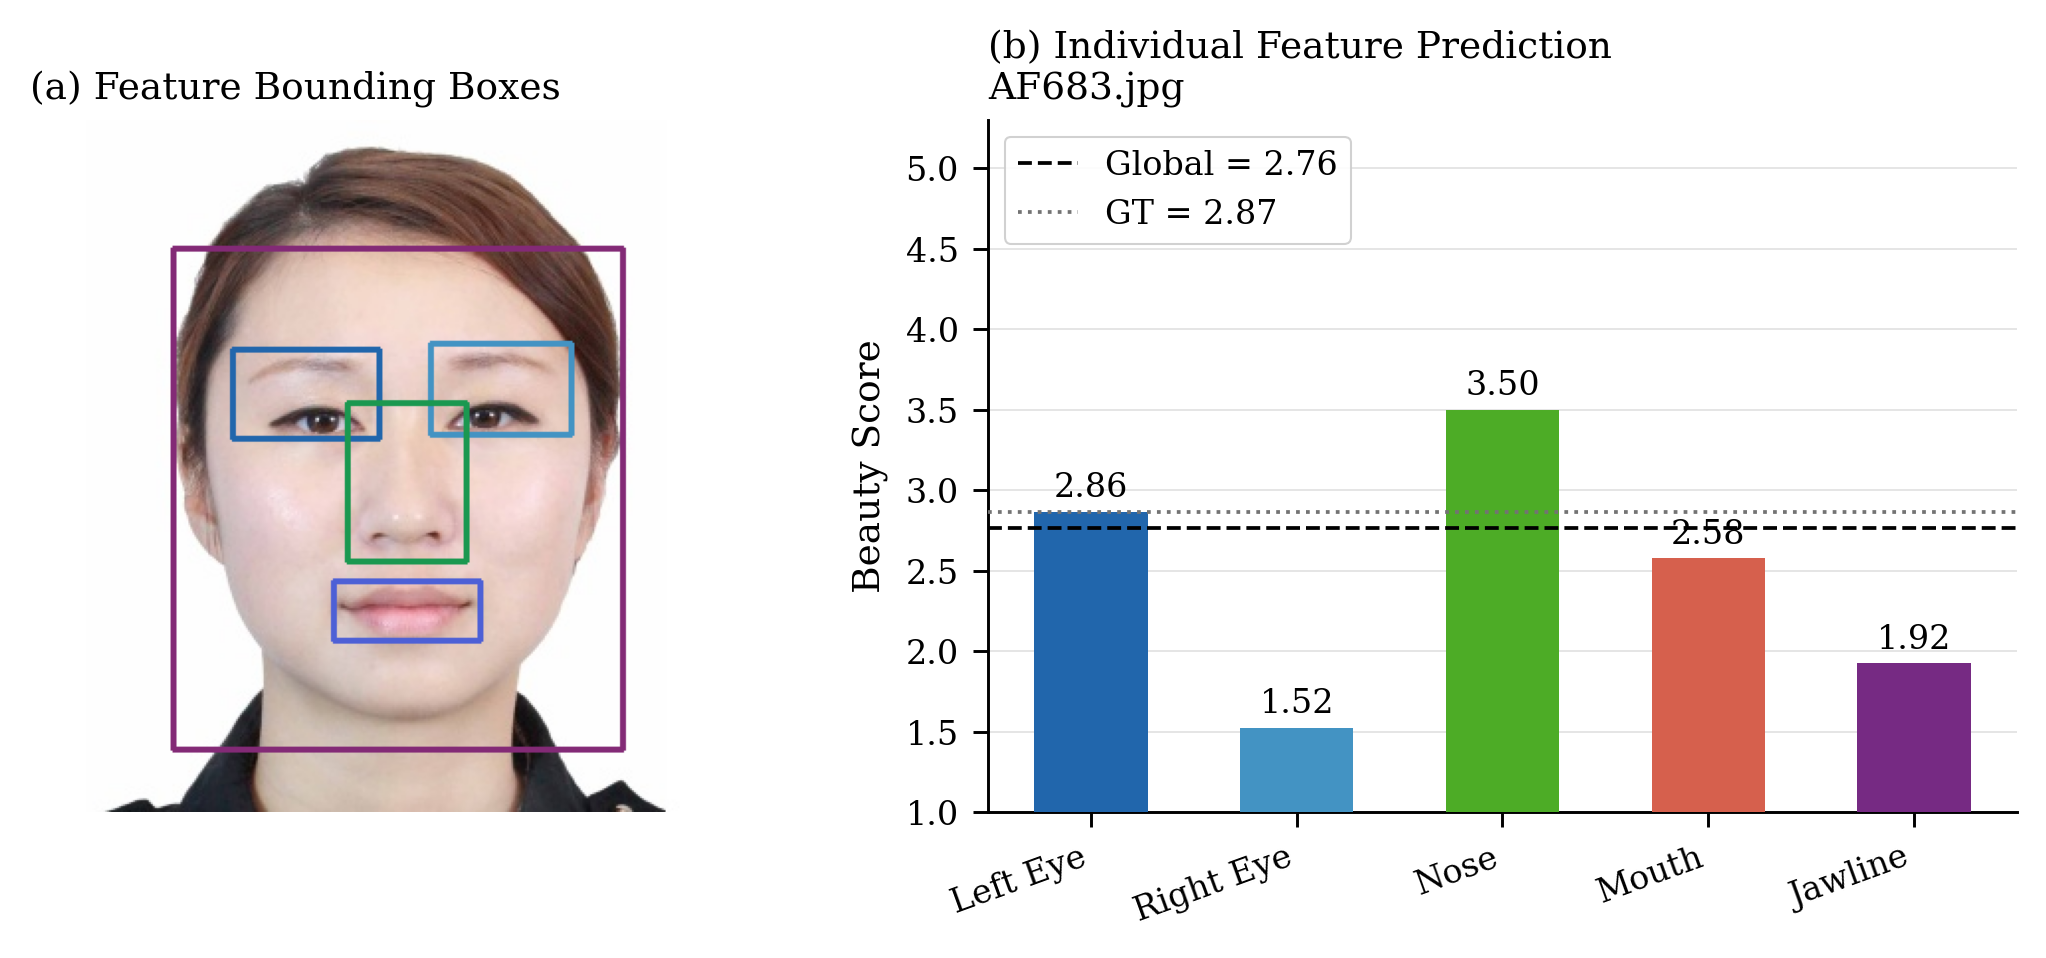 (a) Feature Bounding Boxes
(b) Individual Feature Prediction
AF683.jpg
Global = 2.76
GT = 2.87
Beauty Score
5.0
4.5
4.0
3.5
3.0
2.5
2.0
1.5
1.0
2.86
1.52
3.50
2.58
1.92
Left Eye
Right Eye
Nose
Mouth
Jawline